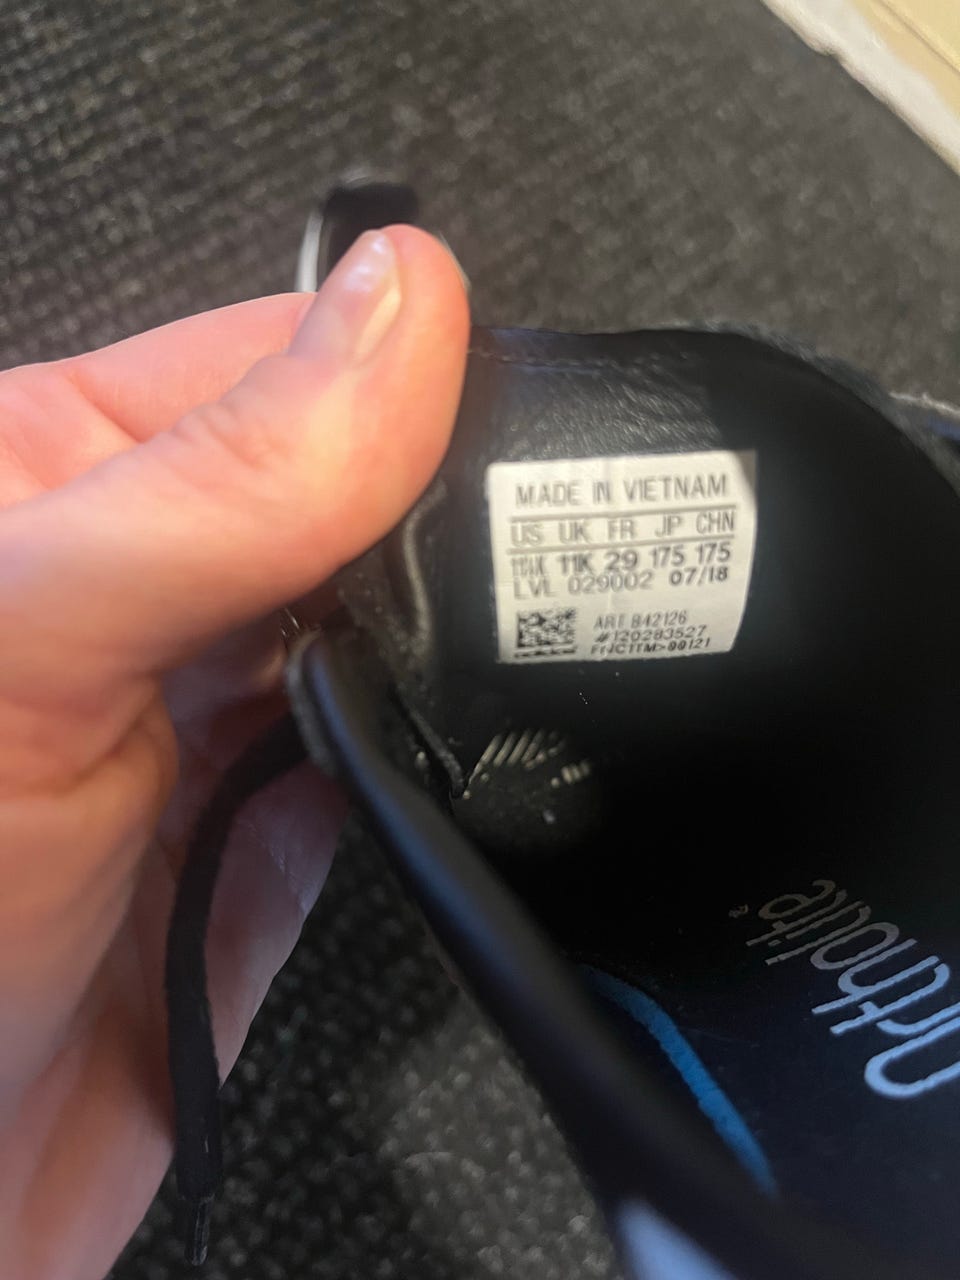 MADE IN VIETNAM
US UK FR JP CHN
11K 29 175 175
LVL 029002 07/18
ART B42126
#120283527
Ortholite